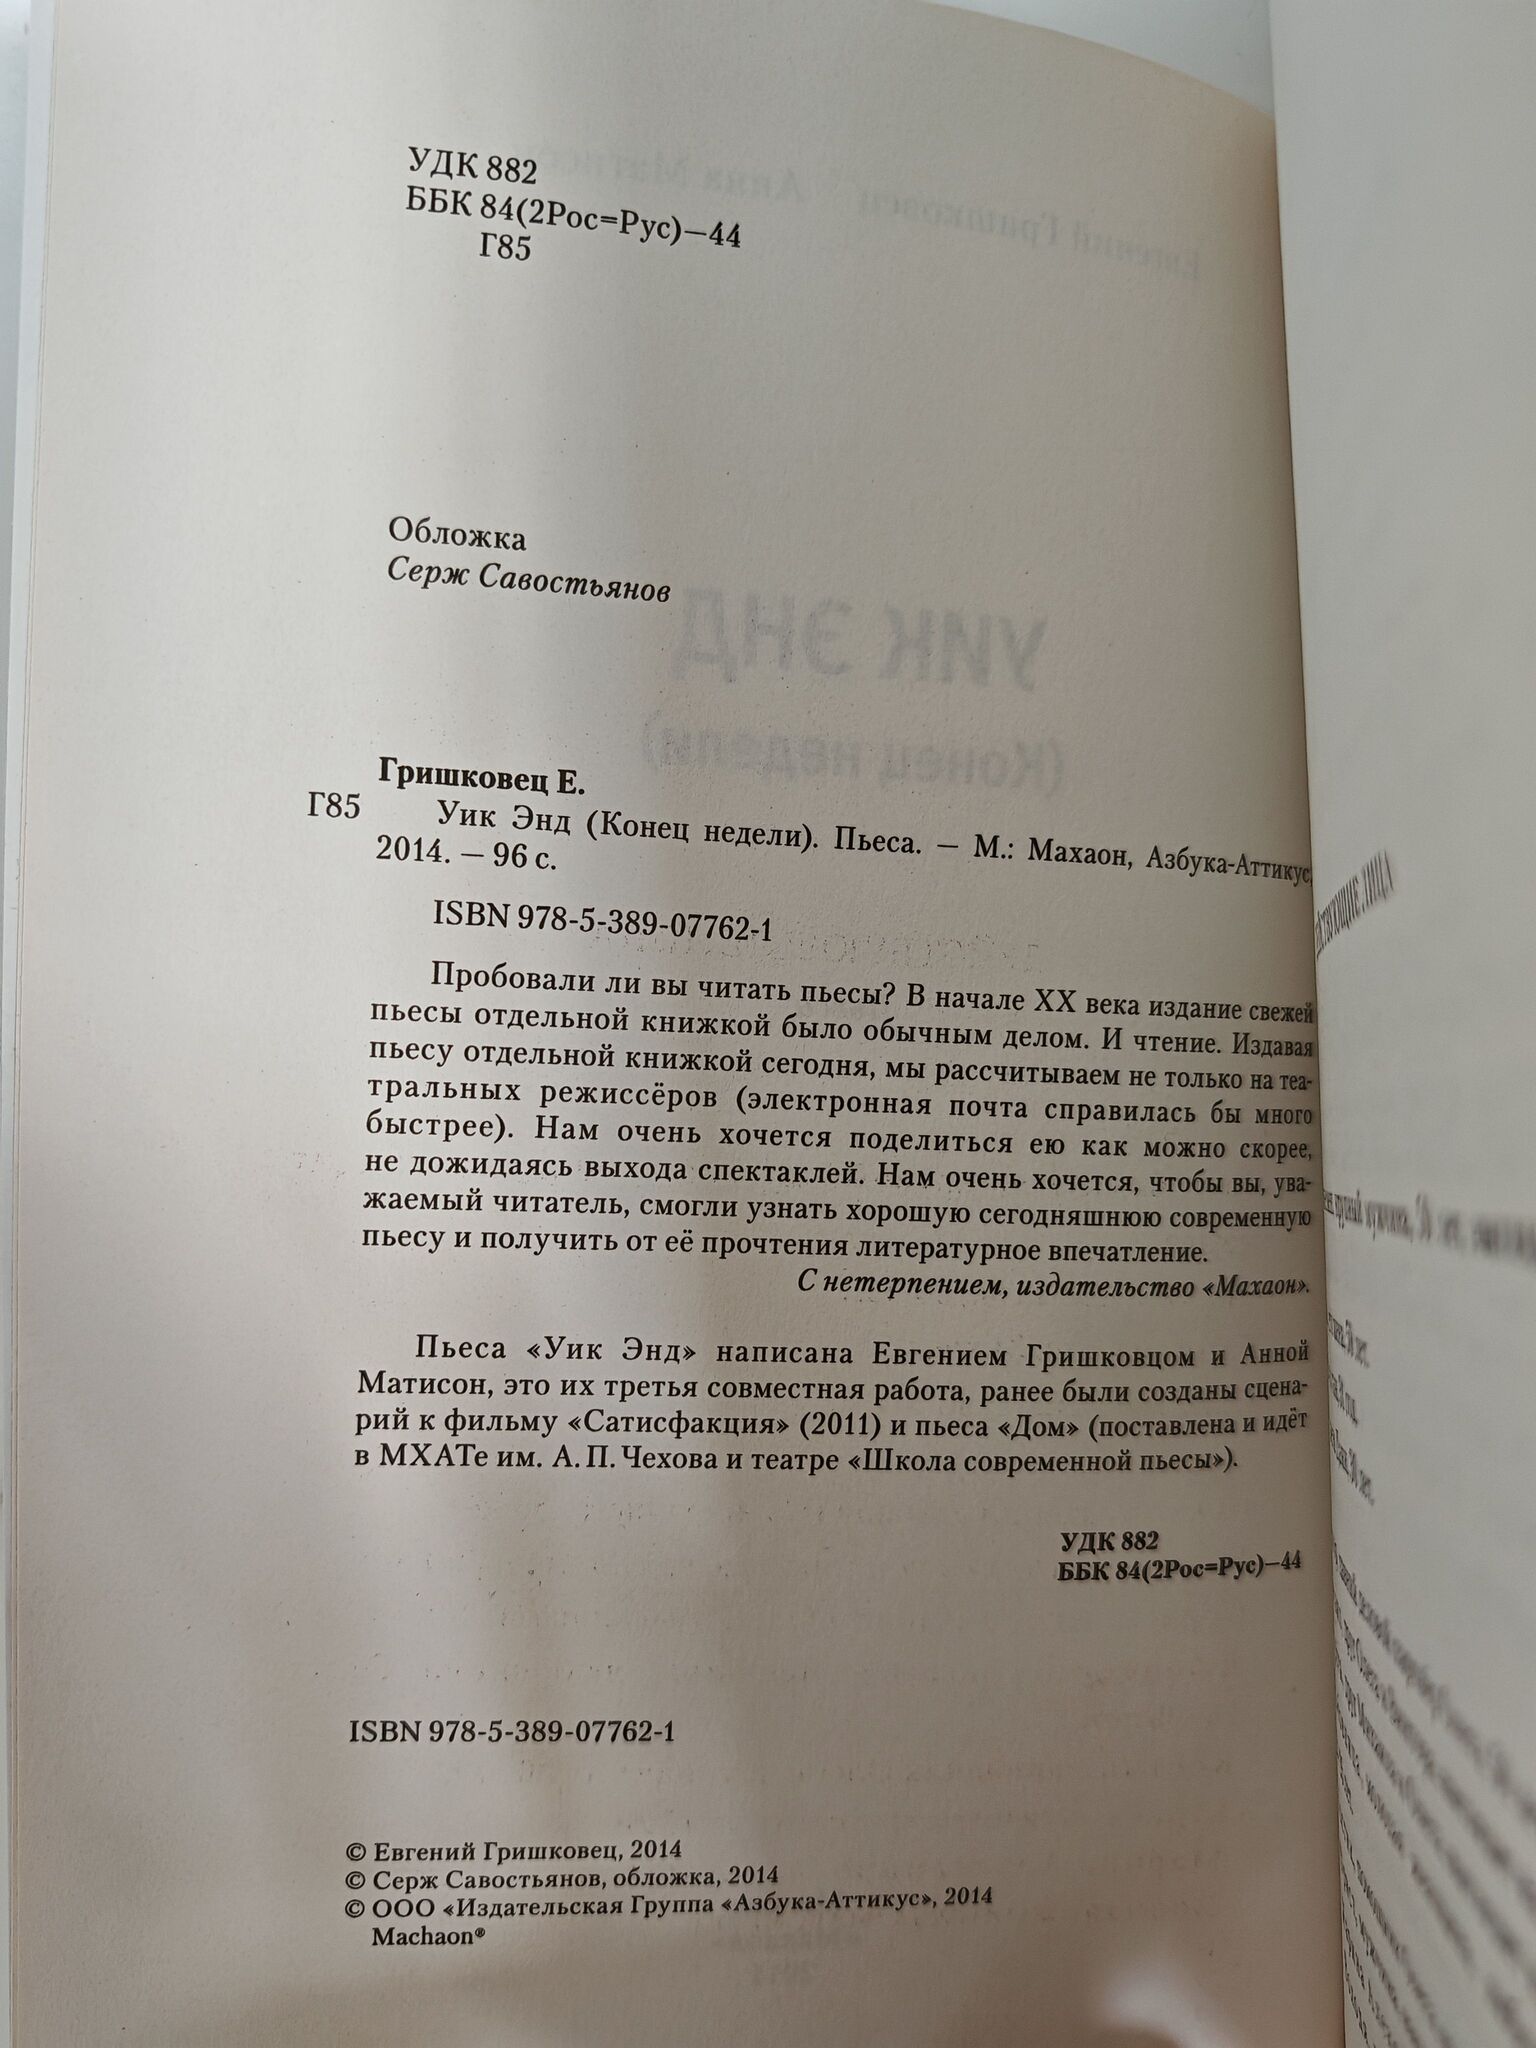 УДК 882
ББК 84(2Рос=Рус)—44
Г85
Обложка
Серж Савостьянов
Гришковец Е.
Г85 Уик Энд (Конец недели). Пьеса. — М.: Махаон, Азбука-Аттикус,
2014. — 96 с.
ISBN 978-5-389-07762-1
Пробовали ли вы читать пьесы? В начале XX века издание свежей
пьесы отдельной книжкой было обычным делом. И чтение. Издавая
пьесу отдельной книжкой сегодня, мы рассчитываем не только на теа-
тральных режиссёров (электронная почта справилась бы много
быстрее). Нам очень хочется поделиться ею как можно скорее,
не дожидаясь выхода спектаклей. Нам очень хочется, чтобы вы, ува-
жаемый читатель, смогли узнать хорошую сегодняшнюю современную
пьесу и получить от её прочтения литературное впечатление.
С нетерпением, издательство «Махаон».
Пьеса «Уик Энд» написана Евгением Гришковцом и Анной
Матисон, это их третья совместная работа, ранее были созданы сцена-
рий к фильму «Сатисфакция» (2011) и пьеса «Дом» (поставлена и идёт
в МХАТе им. А. П. Чехова и театре «Школа современной пьесы»).
УДК 882
ББК 84(2Рос=Рус)—44
ISBN 978-5-389-07762-1
© Евгений Гришковец, 2014
© Серж Савостьянов, обложка, 2014
© ООО «Издательская Группа «Азбука-Аттикус», 2014
Machaon®
УИК ЭНД
(Конец недели)
Евгений Гришковец Анна
ЛИЦА